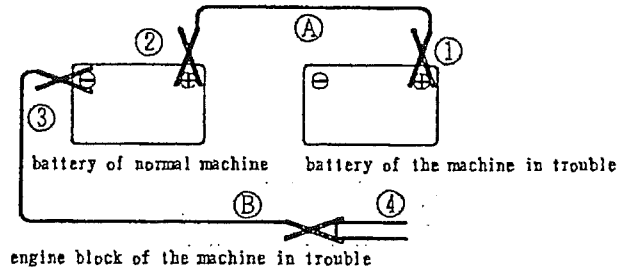 Ⓐ
② ①
⊖ ⊕ ⊖ ⊕
③
battery of normal machine battery of the machine in trouble
Ⓑ ④
engine block of the machine in trouble